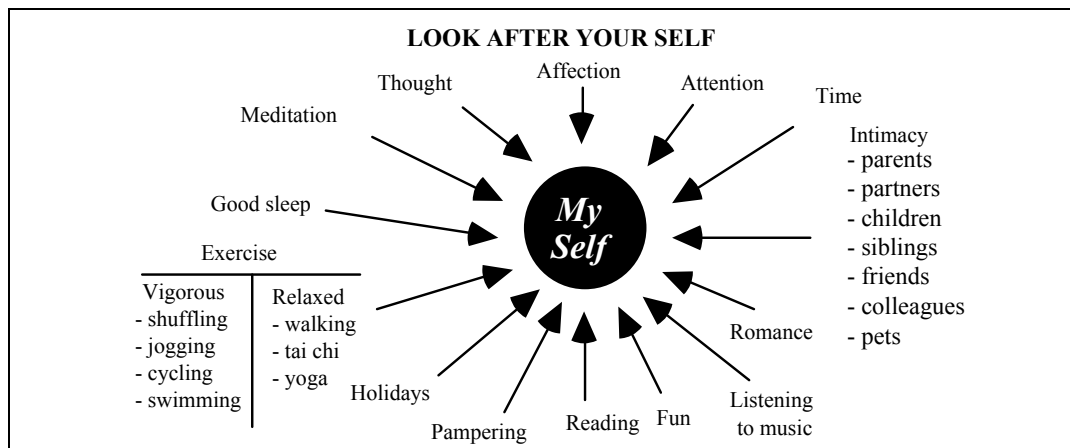 LOOK AFTER YOUR SELF
Affection
Thought
Attention
Meditation
Time
Good sleep
My
Self
Intimacy
- parents
- partners
- children
- siblings
- friends
- colleagues
- pets
Exercise
Vigorous
- shuffling
- jogging
- cycling
- swimming
Relaxed
- walking
- tai chi
- yoga
Holidays
Pampering
Reading
Fun
Listening
to music
Romance